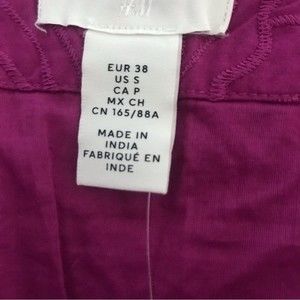 EUR 38
US S
CA P
MX CH
CN 165/88A
MADE IN
INDIA
FABRIQUÉ EN
INDE